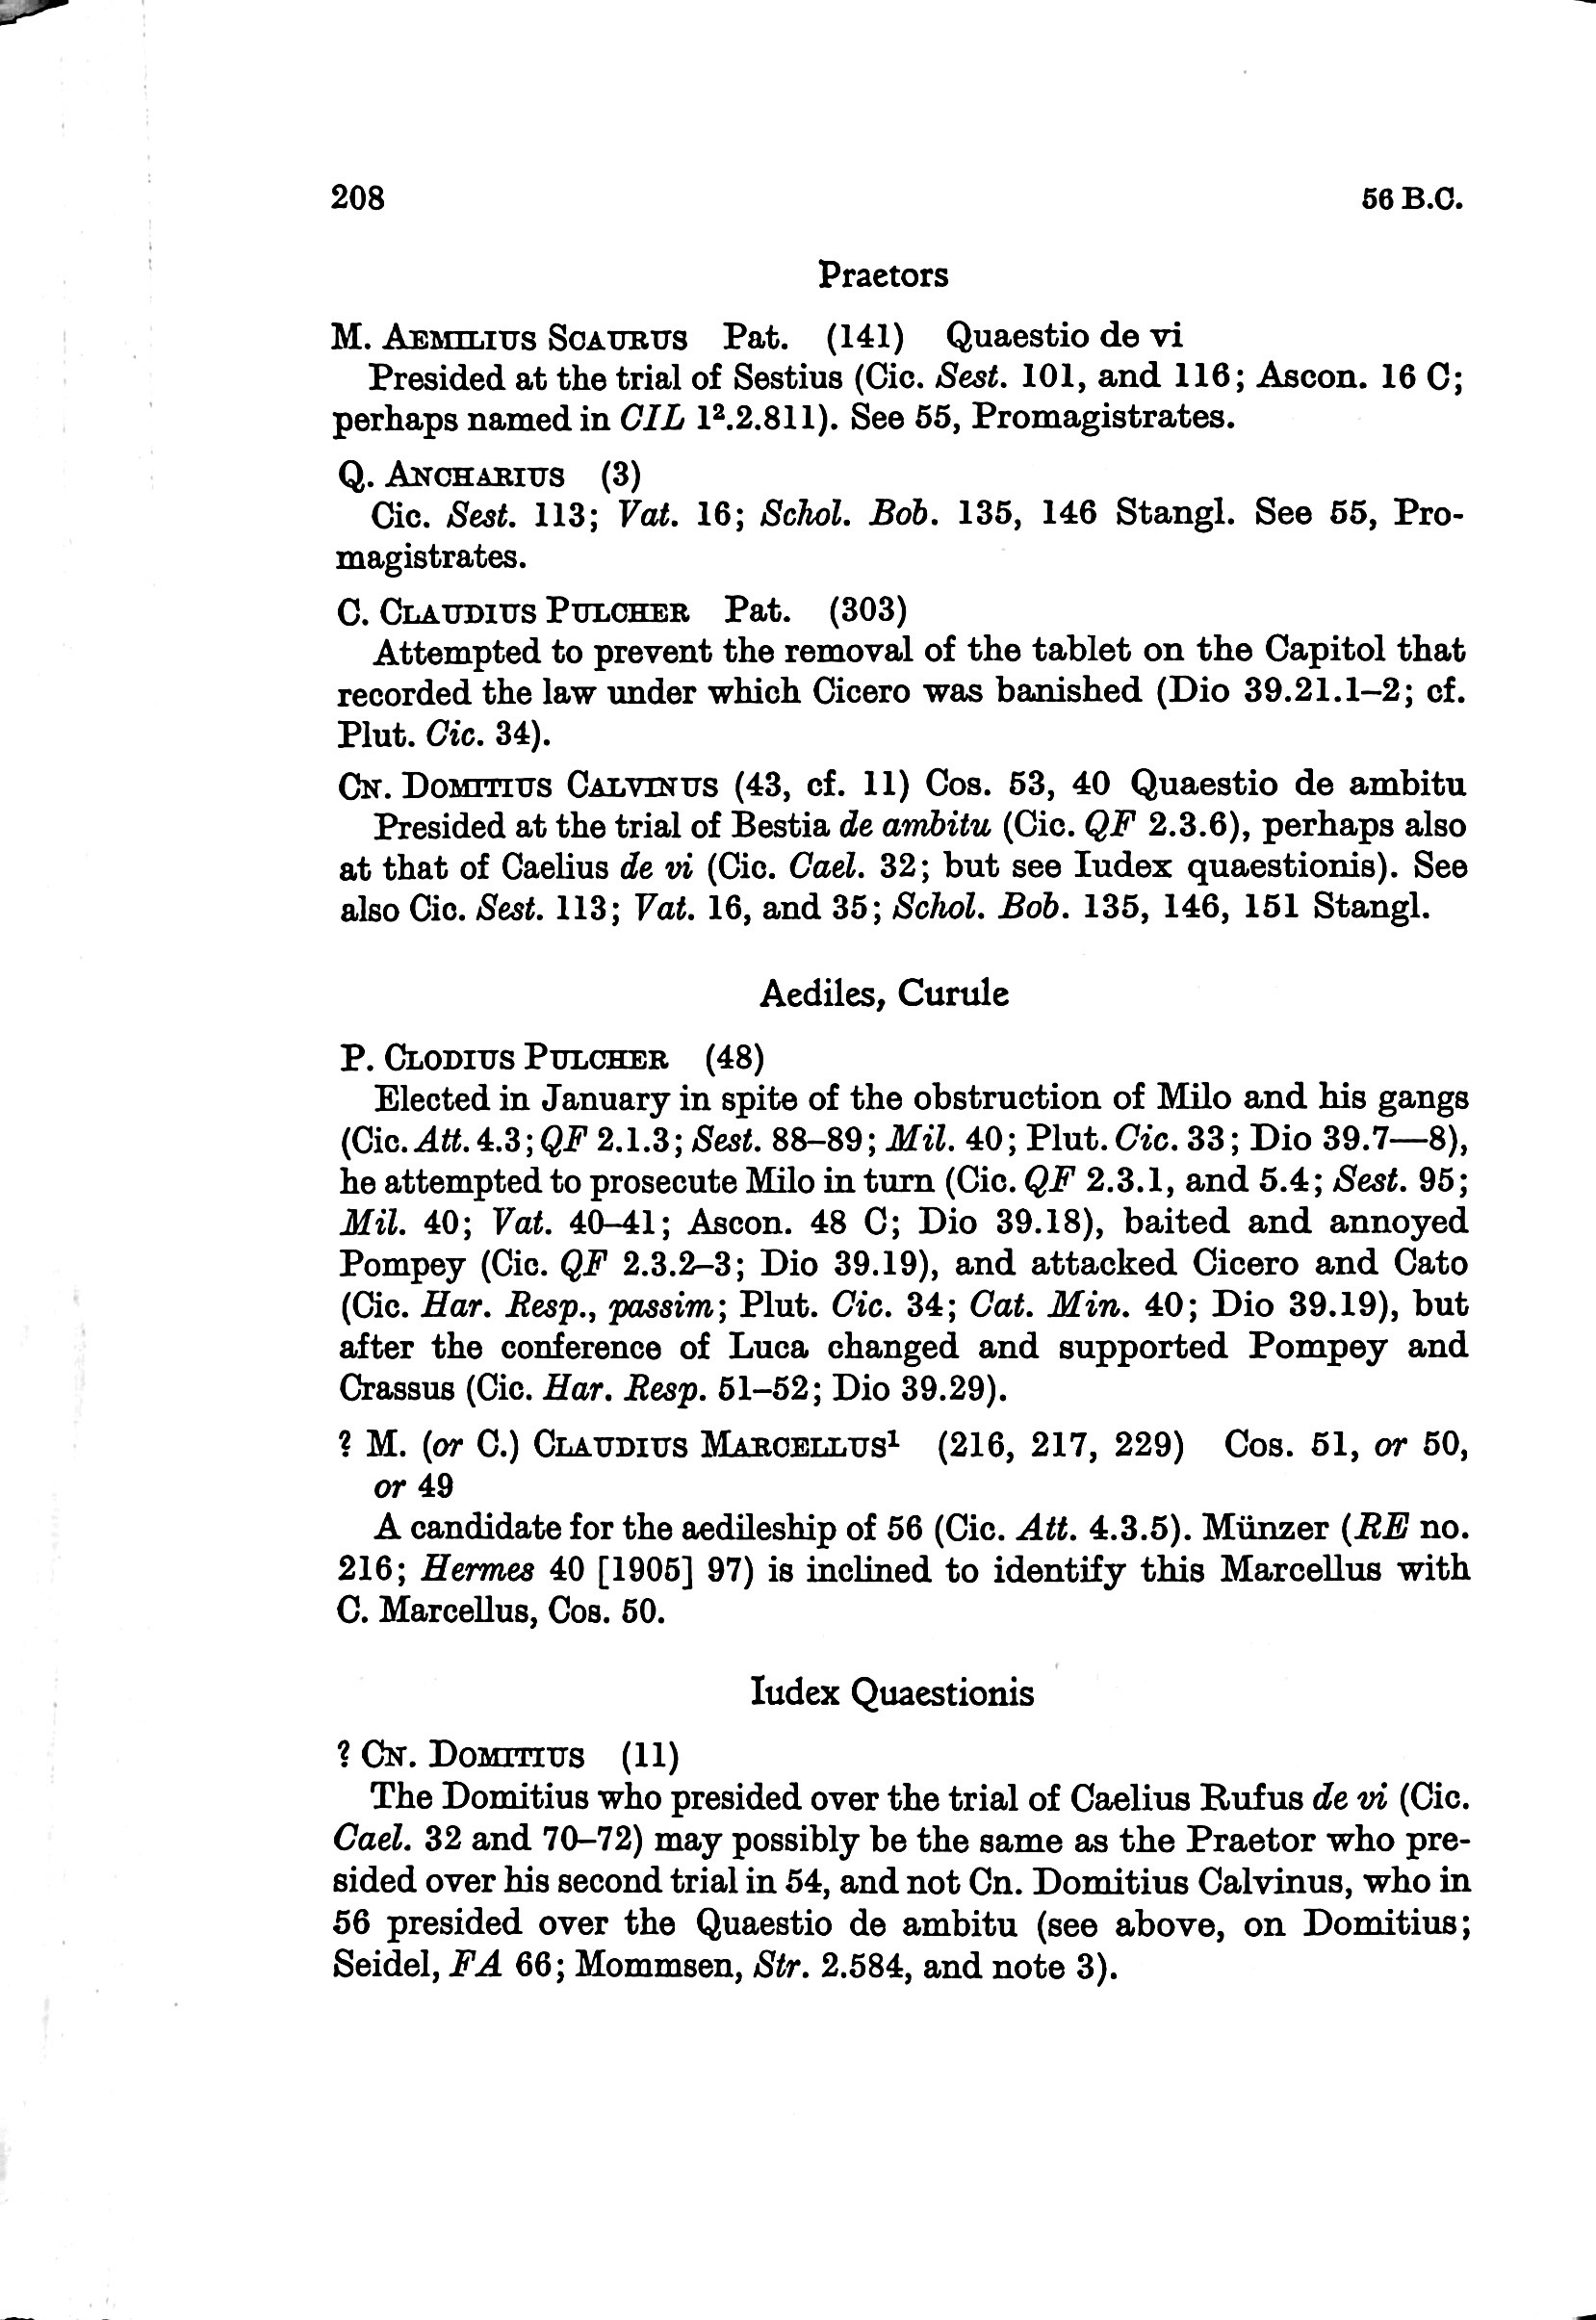 208 56 B.C.
Praetors
M. AEMILIUS SCAURUS Pat. (141) Quaestio de vi
Presided at the trial of Sestius (Cic. Sest. 101, and 116; Ascon. 16 C;
perhaps named in CIL 1².2.811). See 55, Promagistrates.
Q. ANCHARIUS (3)
Cic. Sest. 113; Vat. 16; Schol. Bob. 135, 146 Stangl. See 55, Pro-
magistrates.
C. CLAUDIUS PULCHER Pat. (303)
Attempted to prevent the removal of the tablet on the Capitol that
recorded the law under which Cicero was banished (Dio 39.21.1–2; cf.
Plut. Cic. 34).
CN. DOMITIUS CALVINUS (43, cf. 11) Cos. 53, 40 Quaestio de ambitu
Presided at the trial of Bestia de ambitu (Cic. QF 2.3.6), perhaps also
at that of Caelius de vi (Cic. Cael. 32; but see Iudex quaestionis). See
also Cic. Sest. 113; Vat. 16, and 35; Schol. Bob. 135, 146, 151 Stangl.
Aediles, Curule
P. CLODIUS PULCHER (48)
Elected in January in spite of the obstruction of Milo and his gangs
(Cic. Att. 4.3; QF 2.1.3; Sest. 88–89; Mil. 40; Plut. Cic. 33; Dio 39.7—8),
he attempted to prosecute Milo in turn (Cic. QF 2.3.1, and 5.4; Sest. 95;
Mil. 40; Vat. 40–41; Ascon. 48 C; Dio 39.18), baited and annoyed
Pompey (Cic. QF 2.3.2–3; Dio 39.19), and attacked Cicero and Cato
(Cic. Har. Resp., passim; Plut. Cic. 34; Cat. Min. 40; Dio 39.19), but
after the conference of Luca changed and supported Pompey and
Crassus (Cic. Har. Resp. 51–52; Dio 39.29).
? M. (or C.) CLAUDIUS MARCELLUS¹ (216, 217, 229) Cos. 51, or 50,
or 49
A candidate for the aedileship of 56 (Cic. Att. 4.3.5). Münzer (RE no.
216; Hermes 40 [1905] 97) is inclined to identify this Marcellus with
C. Marcellus, Cos. 50.
Iudex Quaestionis
? CN. DOMITIUS (11)
The Domitius who presided over the trial of Caelius Rufus de vi (Cic.
Cael. 32 and 70–72) may possibly be the same as the Praetor who pre-
sided over his second trial in 54, and not Cn. Domitius Calvinus, who in
56 presided over the Quaestio de ambitu (see above, on Domitius;
Seidel, FA 66; Mommsen, Str. 2.584, and note 3).